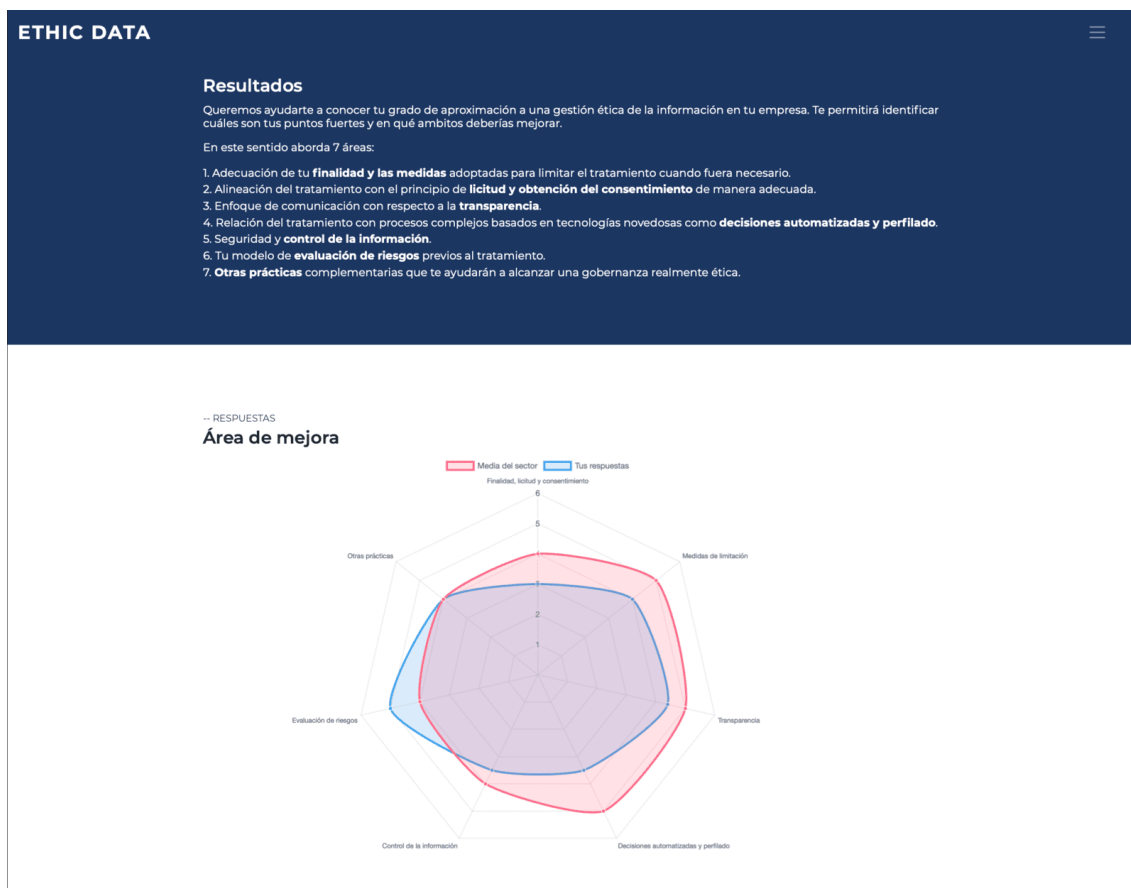 ETHIC DATA
Resultados
Queremos ayudarte a conocer tu grado de aproximación a una gestión ética de la información en tu empresa. Te permitirá identificar
cuáles son tus puntos fuertes y en qué ambitos deberías mejorar.
En este sentido aborda 7 áreas:
1. Adecuación de tu finalidad y las medidas adoptadas para limitar el tratamiento cuando fuera necesario.
2. Alineación del tratamiento con el principio de licitud y obtención del consentimiento de manera adecuada.
3. Enfoque de comunicación con respecto a la transparencia.
4. Relación del tratamiento con procesos complejos basados en tecnologías novedosas como decisiones automatizadas y perfilado.
5. Seguridad y control de la información.
6. Tu modelo de evaluación de riesgos previos al tratamiento.
7. Otras prácticas complementarias que te ayudarán a alcanzar una gobernanza realmente ética.
-- RESPUESTAS
Área de mejora
Media del sector Tus respuestas
Finalidad, licitud y consentimiento
6
5
Otras prácticas Medidas de limitación
3
2
1
Evaluación de riesgos Transparencia
Control de la información Decisiones automatizadas y perfilado